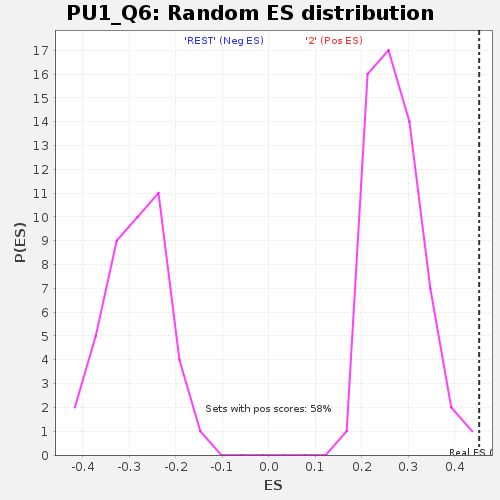 PU1_Q6: Random ES distribution
'REST' (Neg ES)
'2' (Pos ES)
17
16
15
14
13
12
11
10
9
8
7
6
5
4
3
2
1
0
P(ES)
Sets with pos scores: 58%
Real ES (
-0.4 -0.3 -0.2 -0.1 0.0 0.1 0.2 0.3 0.4
ES